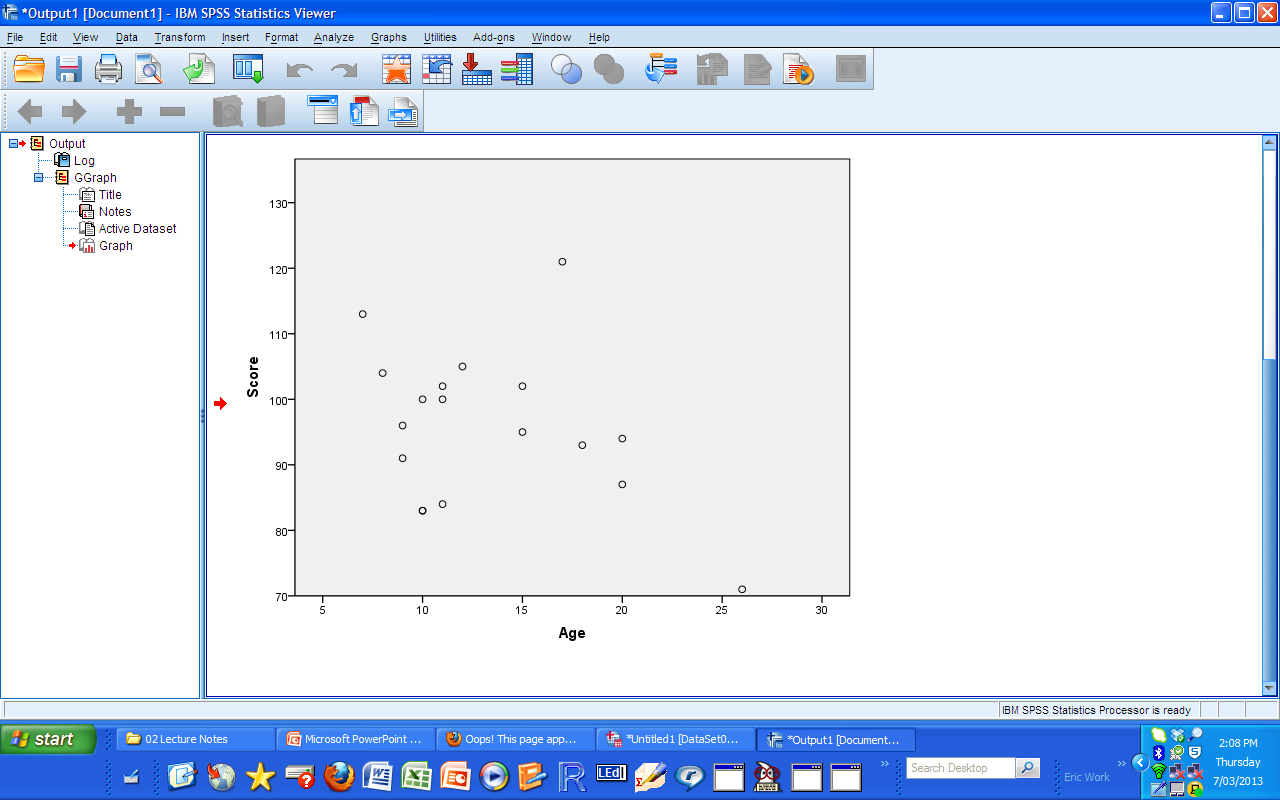 *Output1 [Document1] - IBM SPSS Statistics Viewer
File Edit View Data Transform Insert Format Analyze Graphs Utilities Add-ons Window Help
Output
Log
GGraph
Title
Notes
Active Dataset
Graph
130
120
110
100
90
80
70
Score
5 10 15 20 25 30
Age
IBM SPSS Statistics Processor is ready
start
02 Lecture Notes
Microsoft PowerPoint ...
Oops! This page app...
*Untitled1 [DataSet0...
*Output1 [Document...
LEdI
Search Desktop
Eric Work
2:08 PM
Thursday
7/03/2013